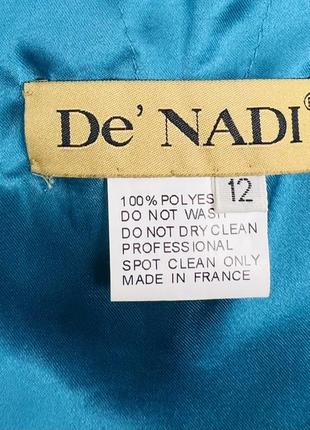 De' NADI®
12
100% POLYES
DO NOT WASH
DO NOT DRY CLEAN
PROFESSIONAL
SPOT CLEAN ONLY
MADE IN FRANCE